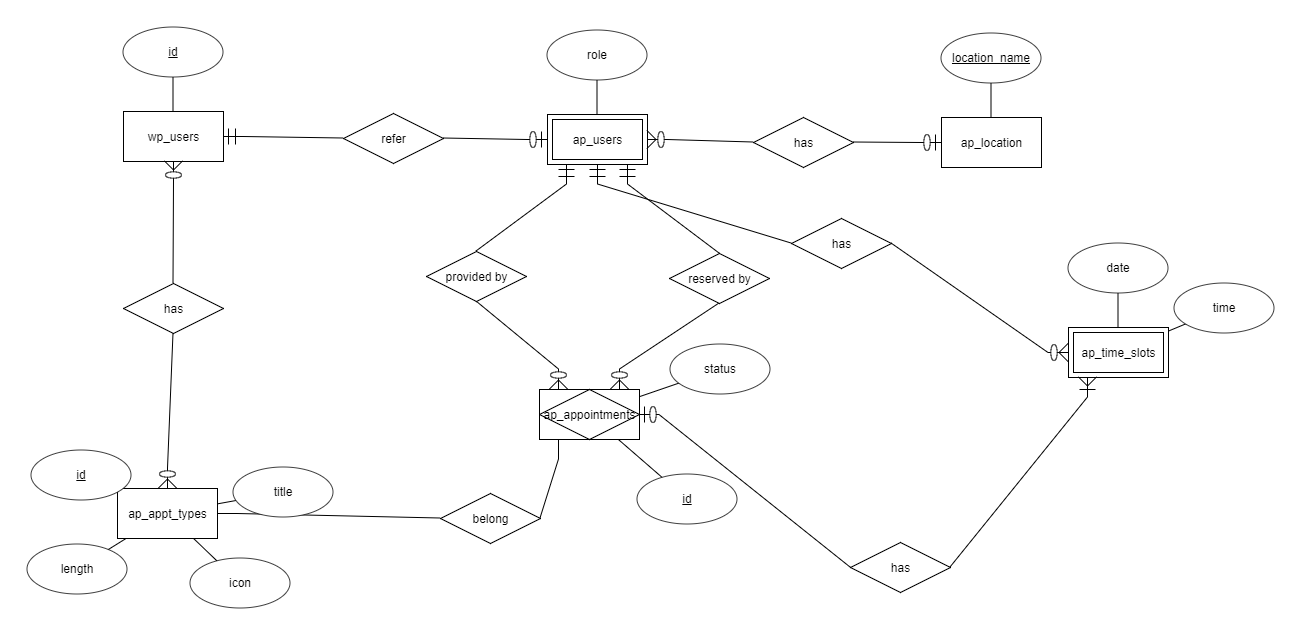 id
role
location_name
wp_users
refer
ap_users
has
ap_location
has
provided by
reserved by
date
time
has
ap_time_slots
status
ap_appointments
id
title
id
ap_appt_types
belong
length
icon
has